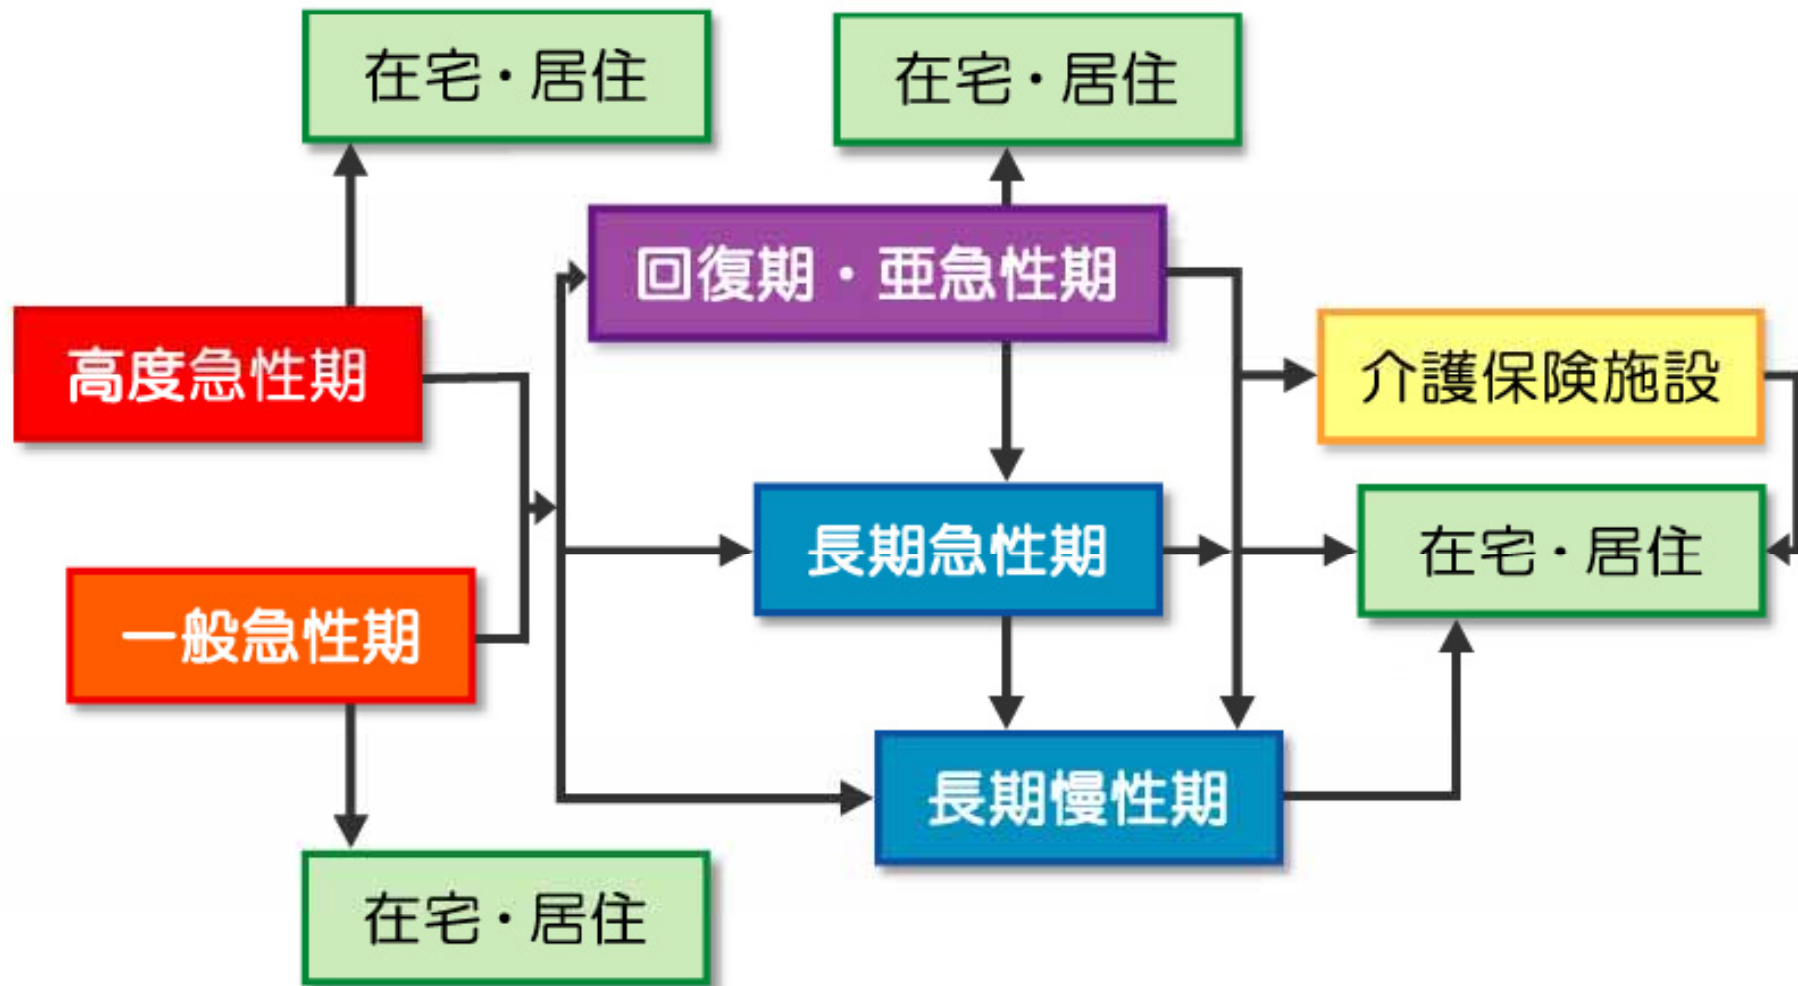 在宅・居住
在宅・居住
回復期・亜急性期
高度急性期
介護保険施設
長期急性期
在宅・居住
一般急性期
長期慢性期
在宅・居住